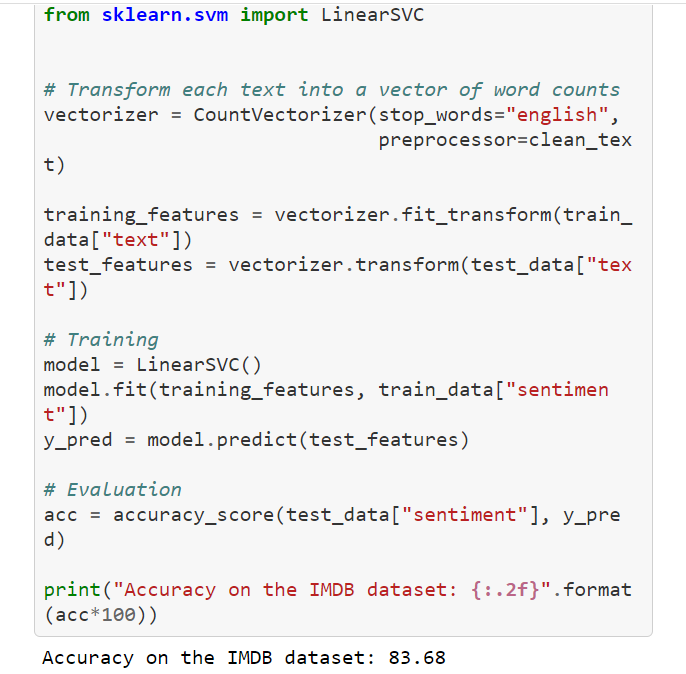 from sklearn.svm import LinearSVC
# Transform each text into a vector of word counts
vectorizer = CountVectorizer(stop_words="english",
                             preprocessor=clean_tex
t)
training_features = vectorizer.fit_transform(train_
data["text"])
test_features = vectorizer.transform(test_data["tex
t"])
# Training
model = LinearSVC()
model.fit(training_features, train_data["sentimen
t"])
y_pred = model.predict(test_features)
# Evaluation
acc = accuracy_score(test_data["sentiment"], y_pre
d)
print("Accuracy on the IMDB dataset: {:.2f}".format
(acc*100))
Accuracy on the IMDB dataset: 83.68